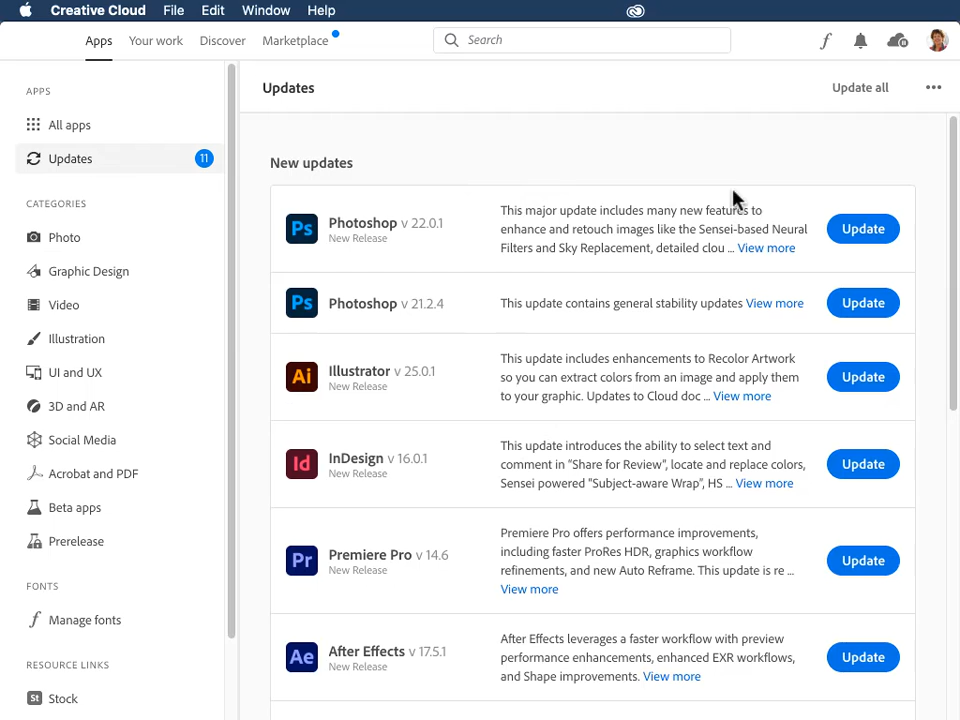 Creative Cloud File Edit Window Help
Apps Your work Discover Marketplace Search
APPS
All apps
Updates 11
CATEGORIES
Photo
Graphic Design
Video
Illustration
UI and UX
3D and AR
Social Media
Acrobat and PDF
Beta apps
Prerelease
FONTS
Manage fonts
RESOURCE LINKS
St Stock
Updates Update all
New updates
Ps Photoshop v 22.0.1
New Release
This major update includes many new features to
enhance and retouch images like the Sensei-based Neural
Filters and Sky Replacement, detailed clou ... View more
Update
Ps Photoshop v 21.2.4
This update contains general stability updates View more
Update
Ai Illustrator v 25.0.1
New Release
This update includes enhancements to Recolor Artwork
so you can extract colors from an image and apply them
to your graphic. Updates to Cloud doc ... View more
Update
Id InDesign v 16.0.1
New Release
This update introduces the ability to select text and
comment in “Share for Review”, locate and replace colors,
Sensei powered “Subject-aware Wrap”, HS ... View more
Update
Pr Premiere Pro v 14.6
New Release
Premiere Pro offers performance improvements,
including faster ProRes HDR, graphics workflow
refinements, and new Auto Reframe. This update is re ...
View more
Update
Ae After Effects v 17.5.1
New Release
After Effects leverages a faster workflow with preview
performance enhancements, enhanced EXR workflows,
and Shape improvements. View more
Update